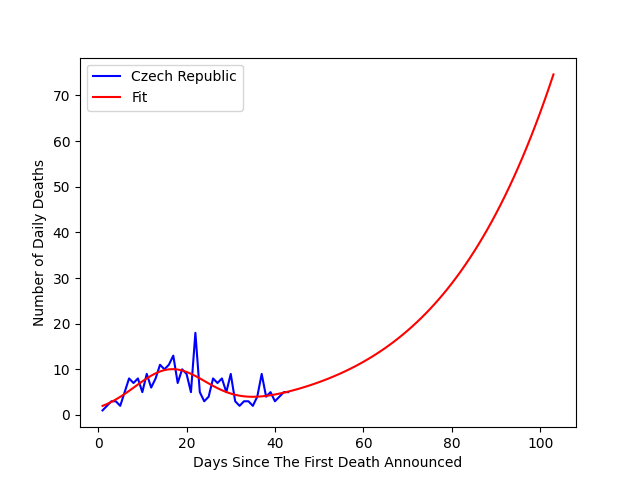 Czech Republic
Fit
Number of Daily Deaths
70
60
50
40
30
20
10
0
0 20 40 60 80 100
Days Since The First Death Announced